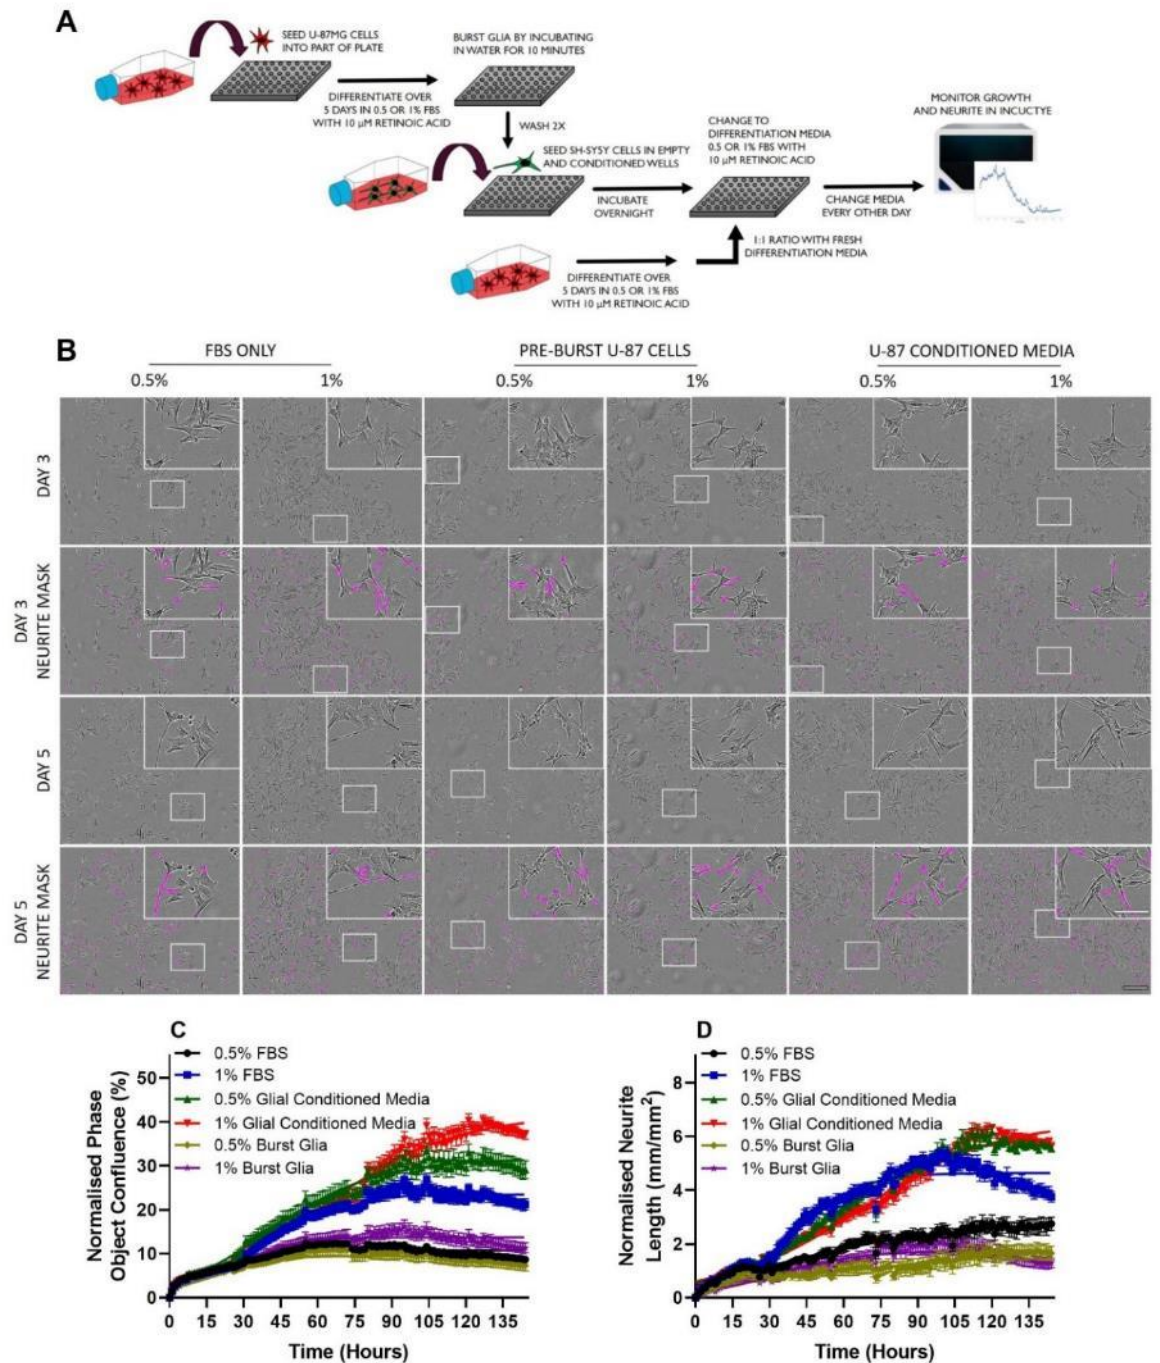 A
SEED U-87MG CELLS
INTO PART OF PLATE
BURST GLIA BY INCUBATING
IN WATER FOR 10 MINUTES
DIFFERENTIATE OVER
5 DAYS IN 0.5 OR 1% FBS
WITH 10 µM RETINOIC ACID
WASH 2X
SEED SH-SY5Y CELLS IN EMPTY
AND CONDITIONED WELLS
INCUBATE
OVERNIGHT
CHANGE TO
DIFFERENTIATION MEDIA
0.5 OR 1% FBS WITH
10 µM RETINOIC ACID
MONITOR GROWTH
AND NEURITE IN INCUCTYE
CHANGE MEDIA
EVERY OTHER DAY
1:1 RATIO WITH FRESH
DIFFERENTIATION MEDIA
DIFFERENTIATE OVER
5 DAYS IN 0.5 OR 1% FBS
WITH 10 µM RETINOIC ACID
B
FBS ONLY
PRE-BURST U-87 CELLS
U-87 CONDITIONED MEDIA
0.5% 1% 0.5% 1% 0.5% 1%
DAY 3
DAY 3
NEURITE MASK
DAY 5
DAY 5
NEURITE MASK
C
0.5% FBS
1% FBS
0.5% Glial Conditioned Media
1% Glial Conditioned Media
0.5% Burst Glia
1% Burst Glia
Normalised Phase
Object Confluence (%)
50
40
30
20
10
0
0 15 30 45 60 75 90 105 120 135
Time (Hours)
D
0.5% FBS
1% FBS
0.5% Glial Conditioned Media
1% Glial Conditioned Media
0.5% Burst Glia
1% Burst Glia
Normalised Neurite
Length (mm/mm²)
8
6
4
2
0
0 15 30 45 60 75 90 105 120 135
Time (Hours)